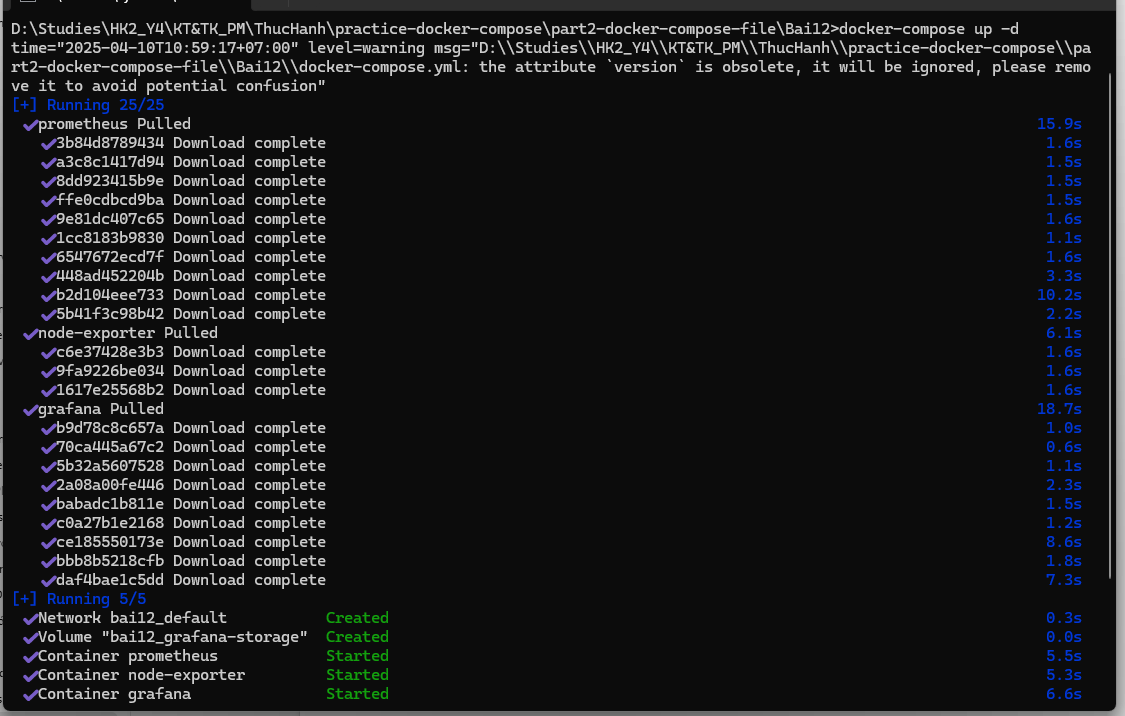 D:\Studies\HK2_Y4\KT&TK_PM\ThucHanh\practice-docker-compose\part2-docker-compose-file\Bai12>docker-compose up -d
time="2025-04-10T10:59:17+07:00" level=warning msg="D:\\Studies\\HK2_Y4\\KT&TK_PM\\ThucHanh\\practice-docker-compose\\pa
rt2-docker-compose-file\\Bai12\\docker-compose.yml: the attribute `version` is obsolete, it will be ignored, please remo
ve it to avoid potential confusion"
[+] Running 25/25
✔prometheus Pulled 15.9s
✔3b84d8789434 Download complete 1.6s
✔a3c8c1417d94 Download complete 1.5s
✔8dd923415b9e Download complete 1.5s
✔ffe0cdbcd9ba Download complete 1.5s
✔9e81dc407c65 Download complete 1.6s
✔1cc8183b9830 Download complete 1.1s
✔6547672ecd7f Download complete 1.6s
✔448ad452204b Download complete 3.3s
✔b2d104eee733 Download complete 10.2s
✔5b41f3c98b42 Download complete 2.2s
✔node-exporter Pulled 6.1s
✔c6e37428e3b3 Download complete 1.6s
✔9fa9226be034 Download complete 1.6s
✔1617e25568b2 Download complete 1.6s
✔grafana Pulled 18.7s
✔b9d78c8c657a Download complete 1.0s
✔70ca445a67c2 Download complete 0.6s
✔5b32a5607528 Download complete 1.1s
✔2a08a00fe446 Download complete 2.3s
✔babadc1b811e Download complete 1.5s
✔c0a27b1e2168 Download complete 1.2s
✔ce185550173e Download complete 8.6s
✔bbb8b5218cfb Download complete 1.8s
✔daf4bae1c5dd Download complete 7.3s
[+] Running 5/5
✔Network bai12_default Created 0.3s
✔Volume "bai12_grafana-storage" Created 0.0s
✔Container prometheus Started 5.5s
✔Container node-exporter Started 5.3s
✔Container grafana Started 6.6s